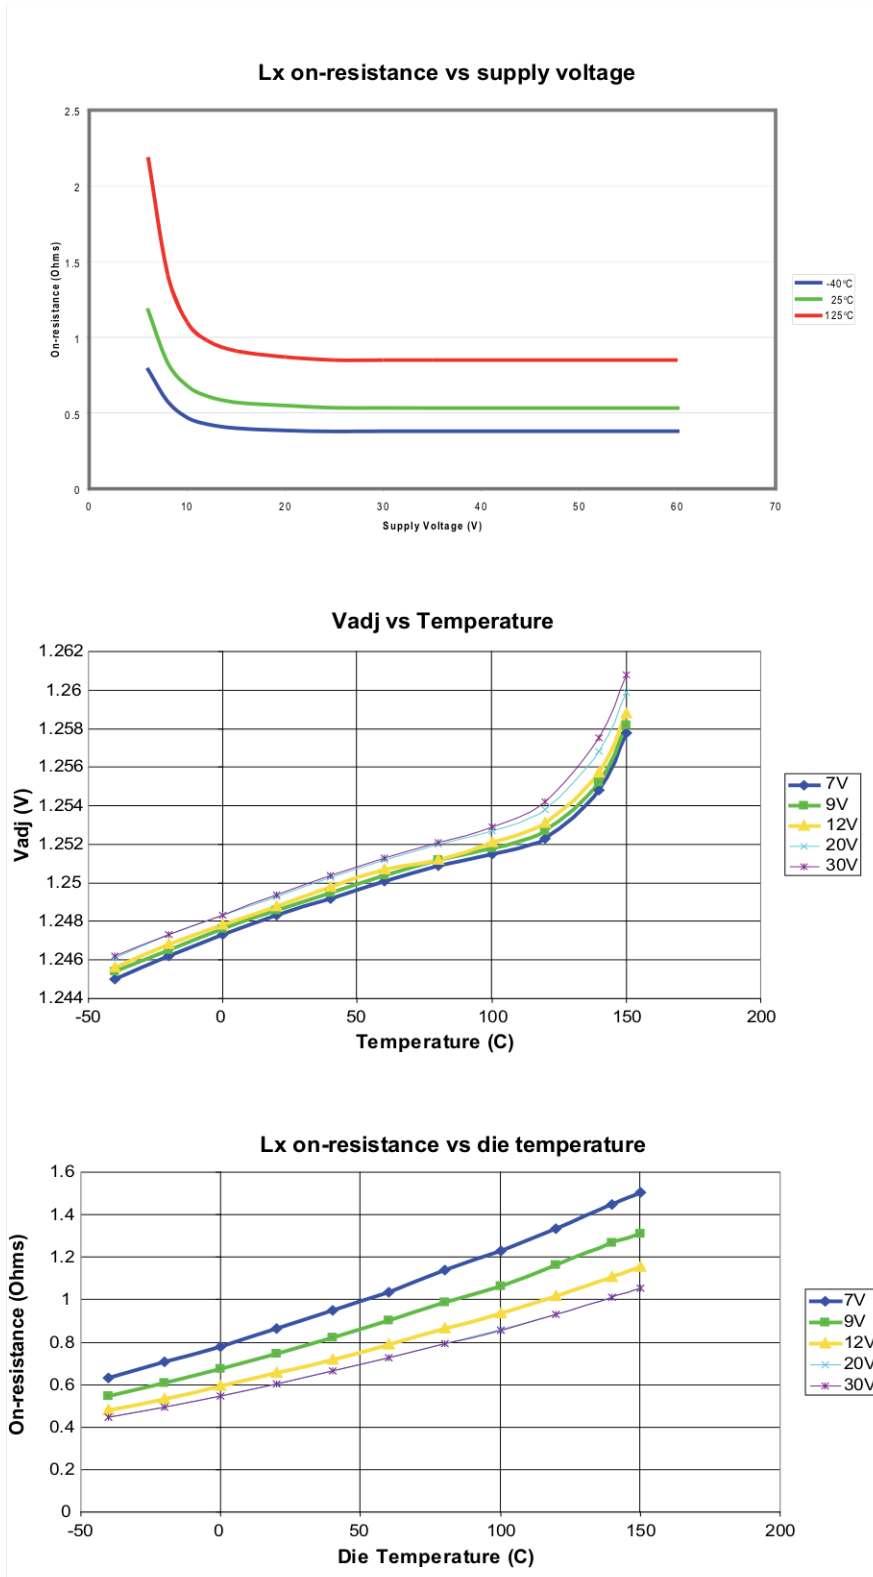 Lx on-resistance vs supply voltage
2.5
2
1.5
1
0.5
0
On-resistance (Ohms)
0 10 20 30 40 50 60 70
Supply Voltage (V)
-40°C
25°C
125°C
Vadj vs Temperature
1.262
1.26
1.258
1.256
1.254
1.252
1.25
1.248
1.246
1.244
Vadj (V)
-50 0 50 100 150 200
Temperature (C)
7V
9V
12V
20V
30V
Lx on-resistance vs die temperature
1.6
1.4
1.2
1
0.8
0.6
0.4
0.2
0
On-resistance (Ohms)
-50 0 50 100 150 200
Die Temperature (C)
7V
9V
12V
20V
30V